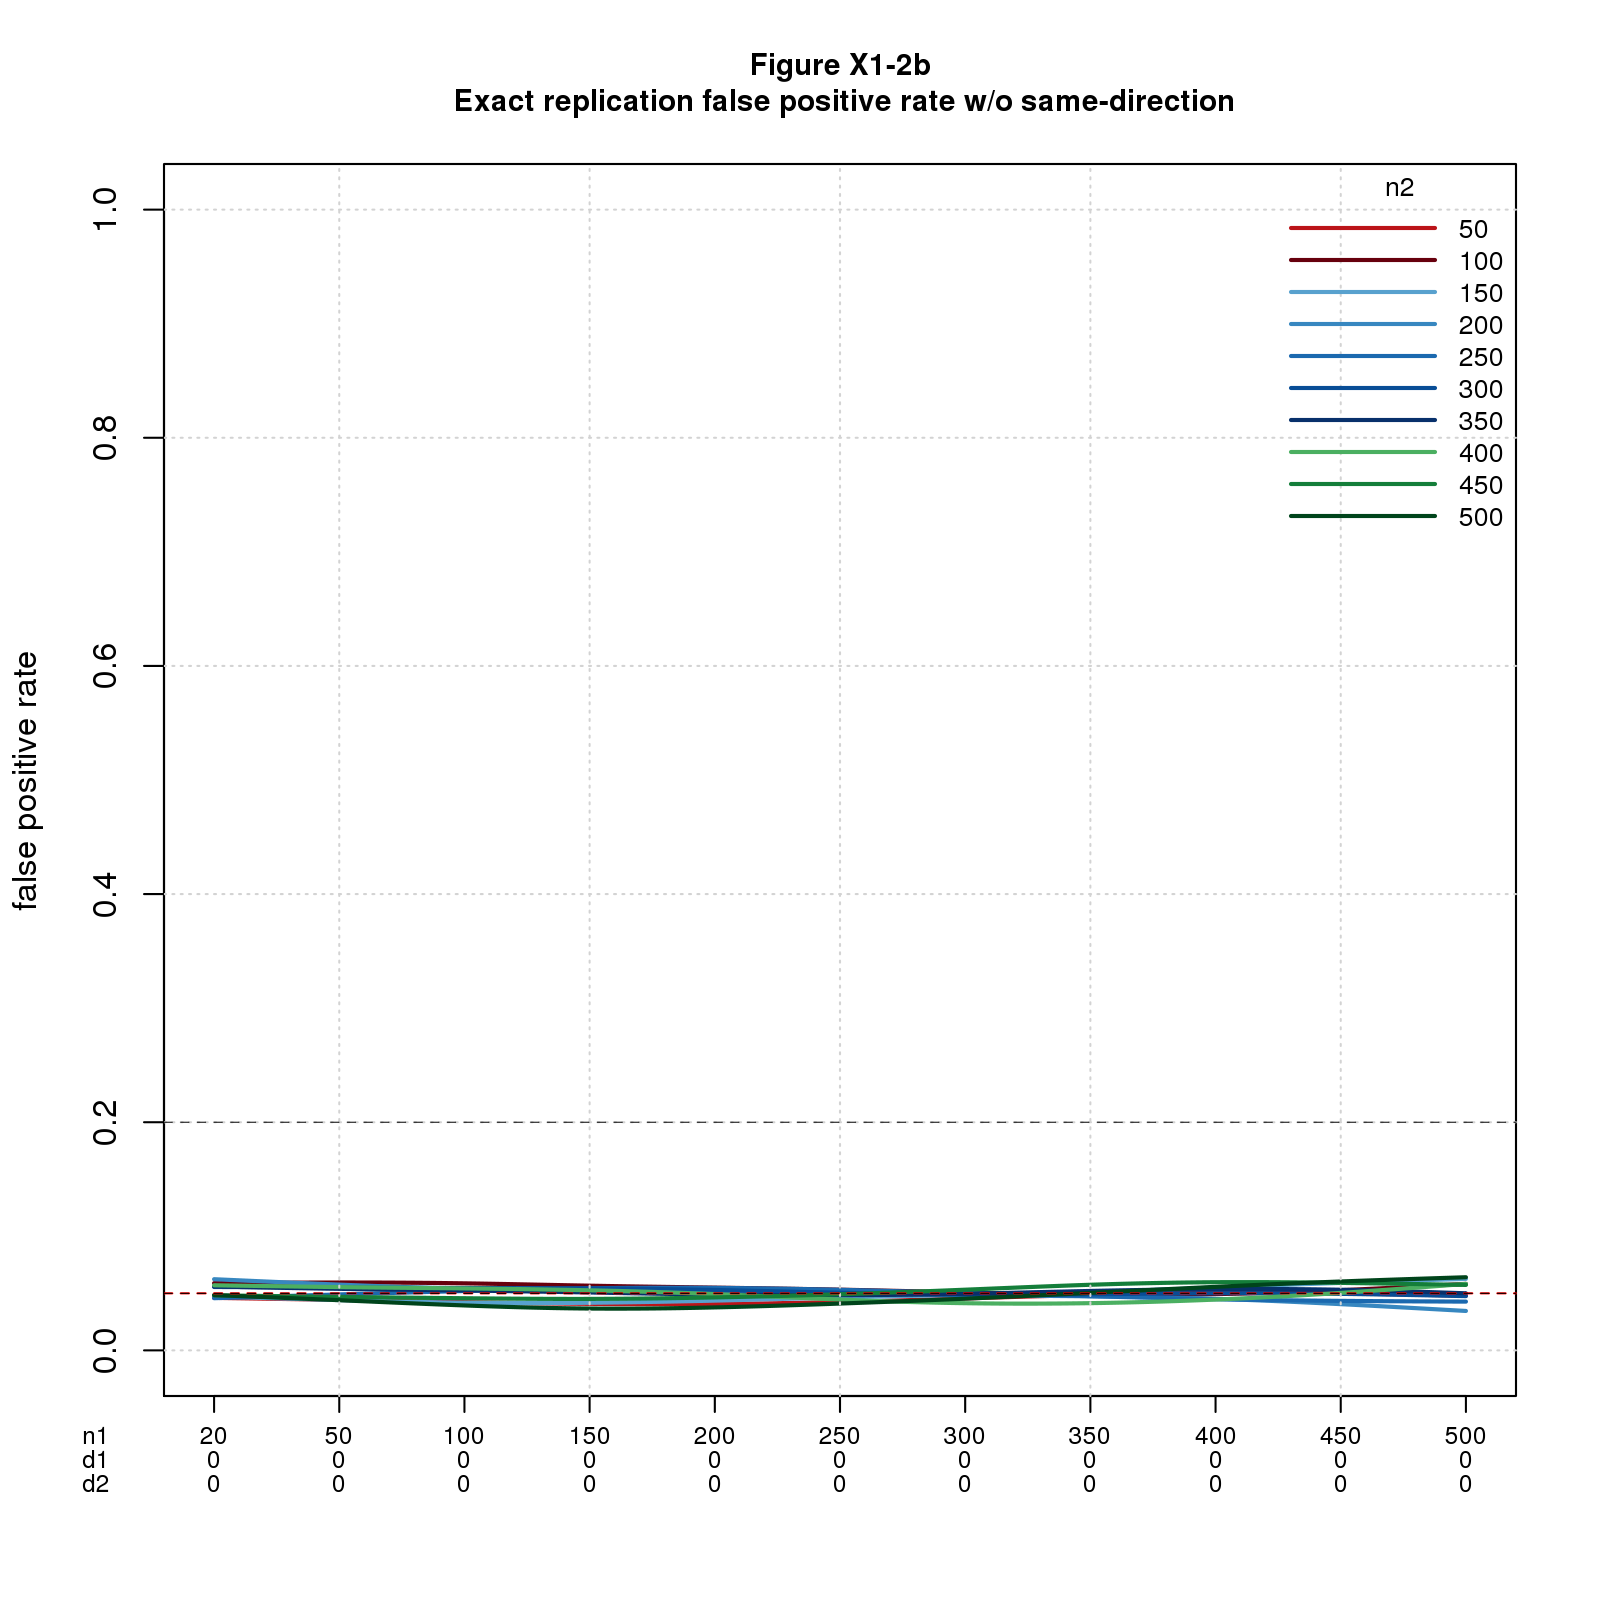 Figure X1-2b
Exact replication false positive rate w/o same-direction
n2
50
100
150
200
250
300
350
400
450
500
false positive rate
1.0
0.8
0.6
0.4
0.2
0.0
n1 20 50 100 150 200 250 300 350 400 450 500
d1 0 0 0 0 0 0 0 0 0 0 0
d2 0 0 0 0 0 0 0 0 0 0 0